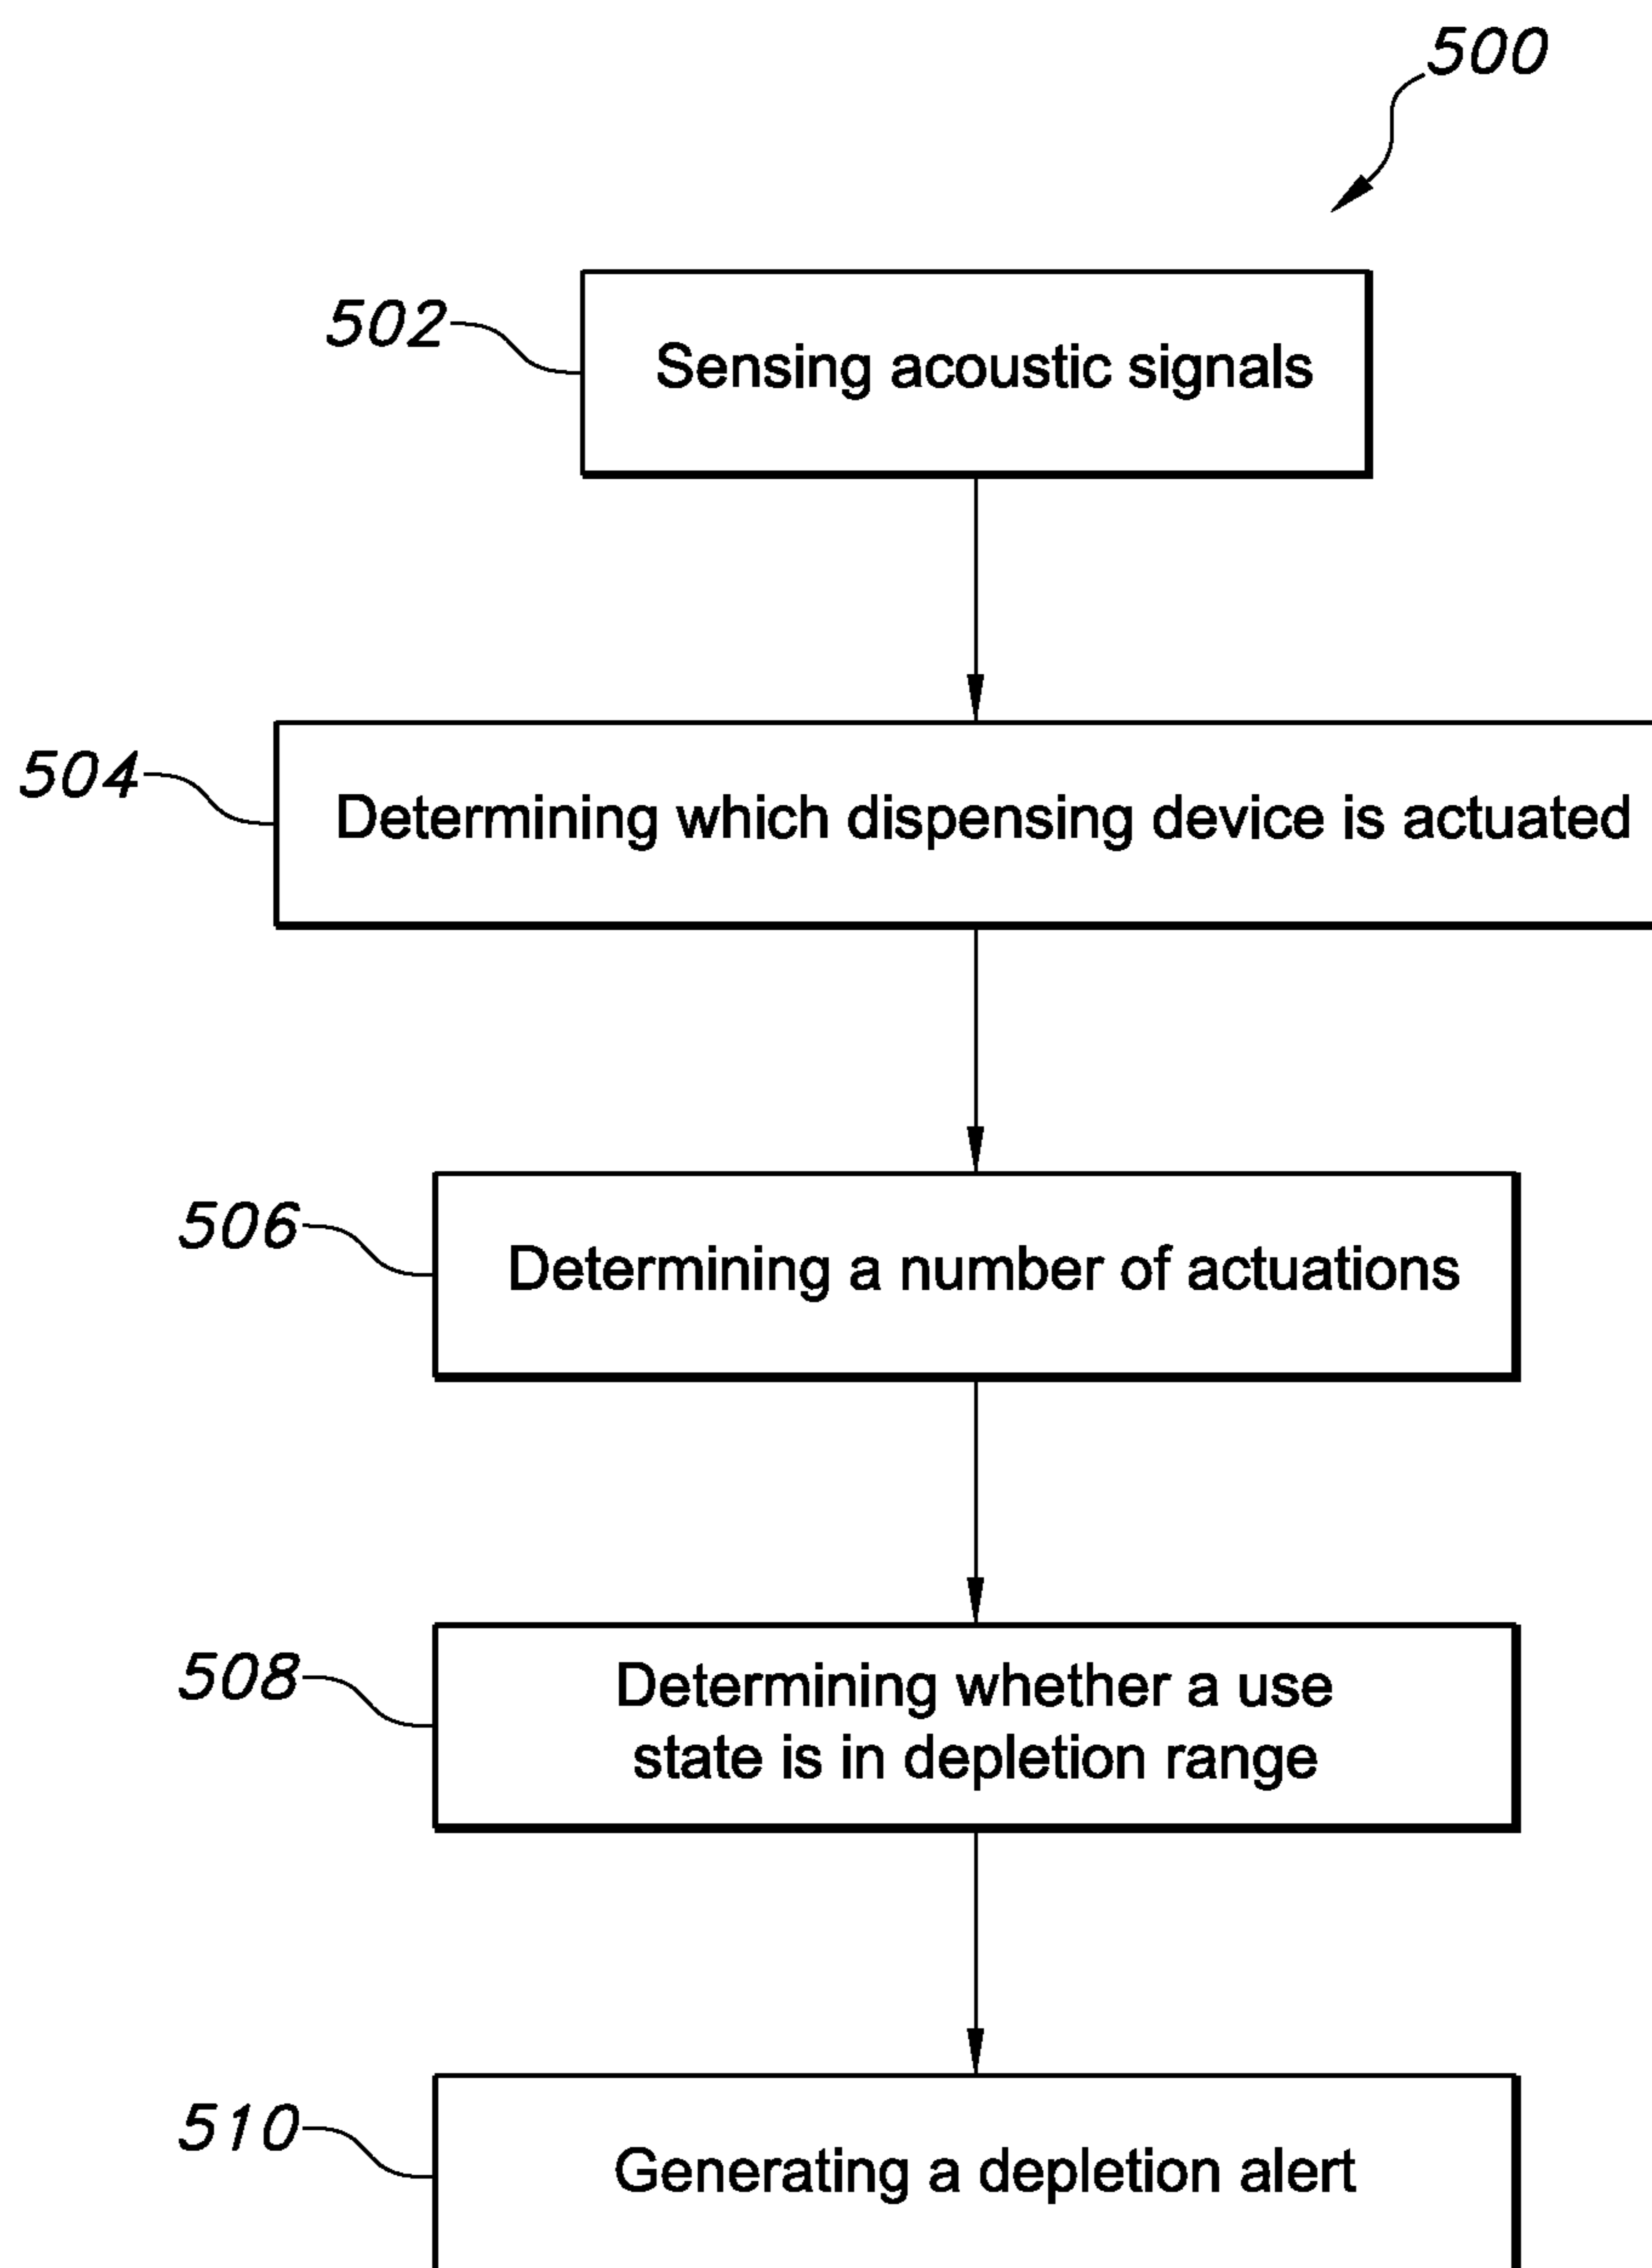 500
502
Sensing acoustic signals
504
Determining which dispensing device is actuated
506
Determining a number of actuations
508
Determining whether a use
state is in depletion range
510
Generating a depletion alert